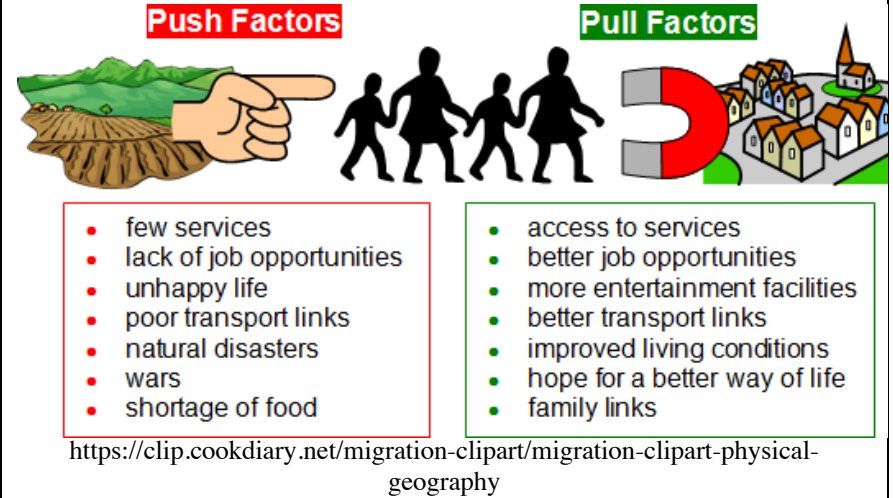 Push Factors
Pull Factors
few services
lack of job opportunities
unhappy life
poor transport links
natural disasters
wars
shortage of food
access to services
better job opportunities
more entertainment facilities
better transport links
improved living conditions
hope for a better way of life
family links
https://clip.cookdiary.net/migration-clipart/migration-clipart-physical-
geography